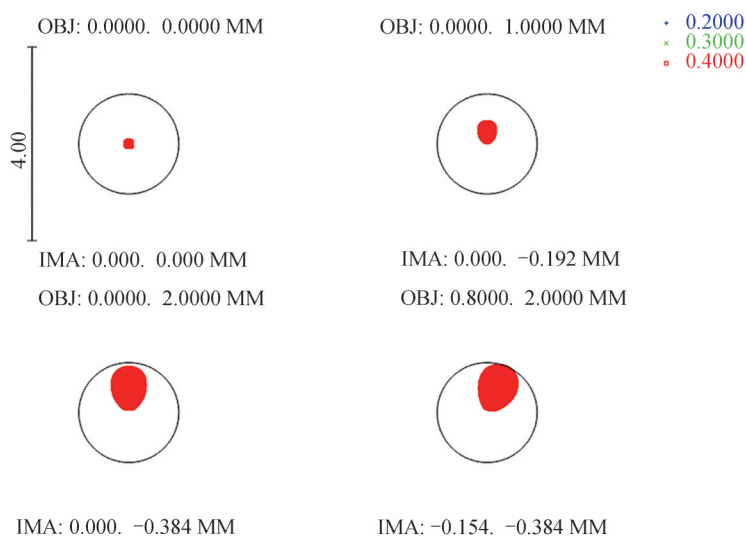 OBJ: 0.0000. 0.0000 MM
OBJ: 0.0000. 1.0000 MM
0.2000
0.3000
0.4000
4.00
IMA: 0.000. 0.000 MM
IMA: 0.000. −0.192 MM
OBJ: 0.0000. 2.0000 MM
OBJ: 0.8000. 2.0000 MM
IMA: 0.000. −0.384 MM
IMA: −0.154. −0.384 MM